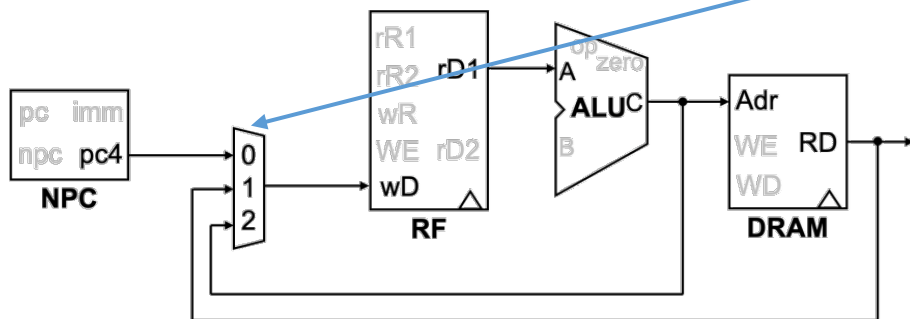 pc imm
npc pc4
NPC
0
1
2
rR1
rR2 rD1
wR
WE rD2
wD
RF
op
zero
A
ALU C
B
Adr
WE RD
WD
DRAM